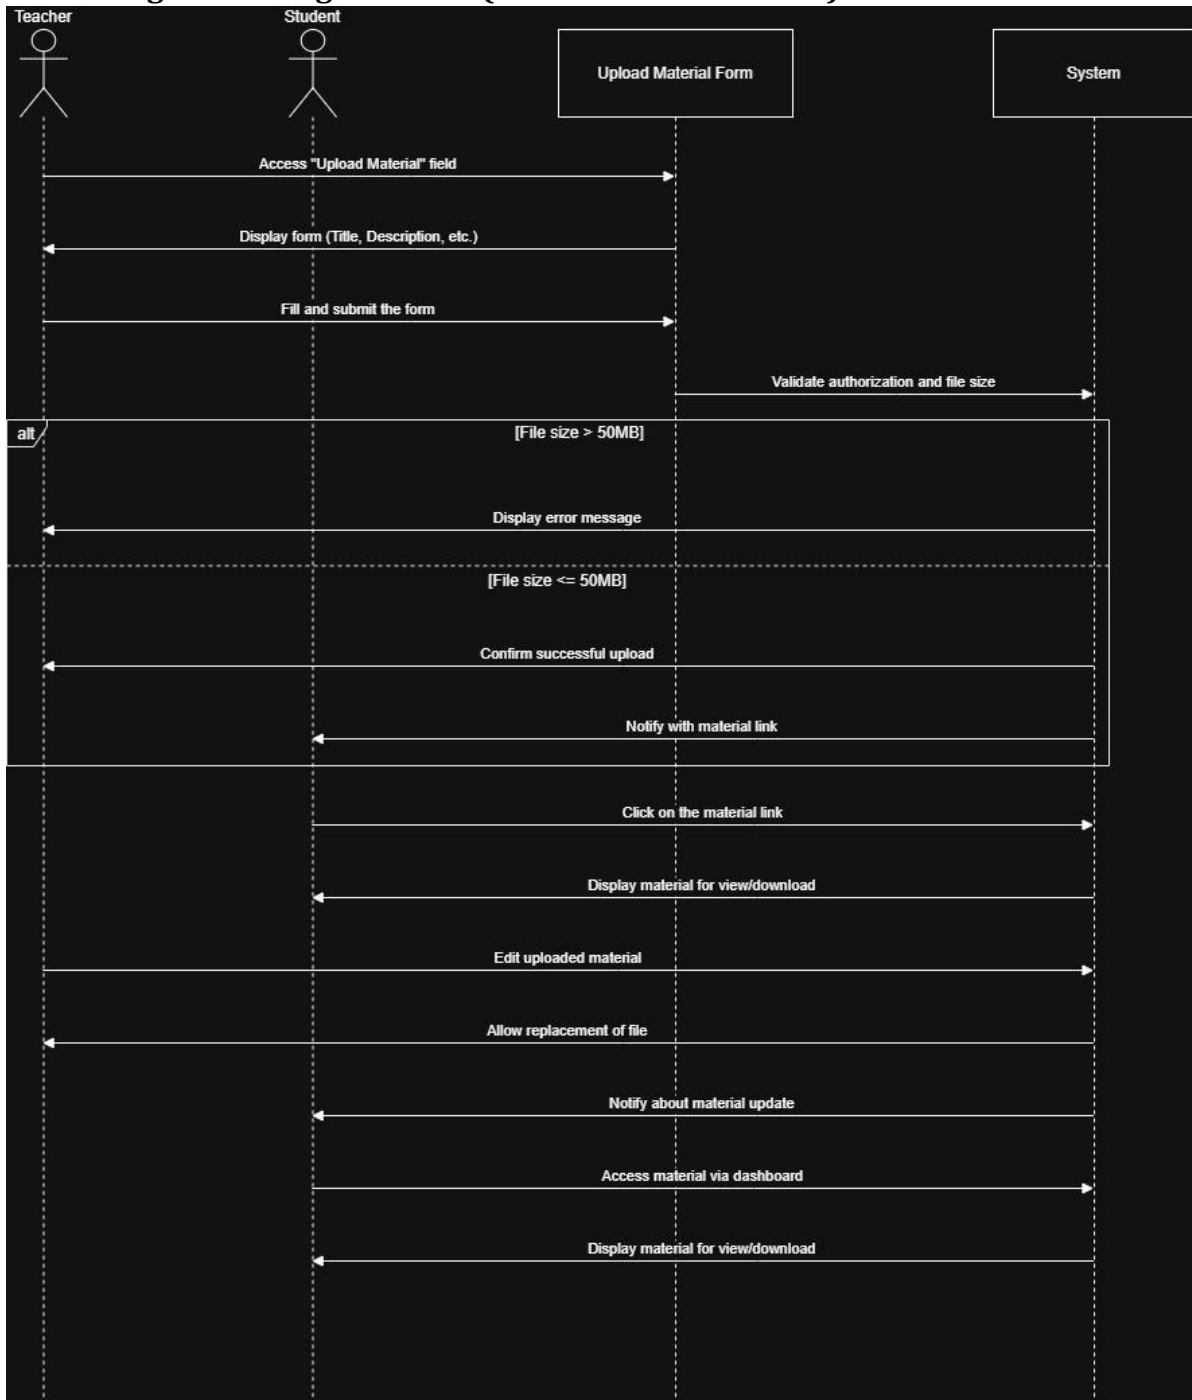 Teacher
Student
Upload Material Form
System
Access "Upload Material" field
Display form (Title, Description, etc.)
Fill and submit the form
Validate authorization and file size
alt
[File size > 50MB]
Display error message
[File size <= 50MB]
Confirm successful upload
Notify with material link
Click on the material link
Display material for view/download
Edit uploaded material
Allow replacement of file
Notify about material update
Access material via dashboard
Display material for view/download